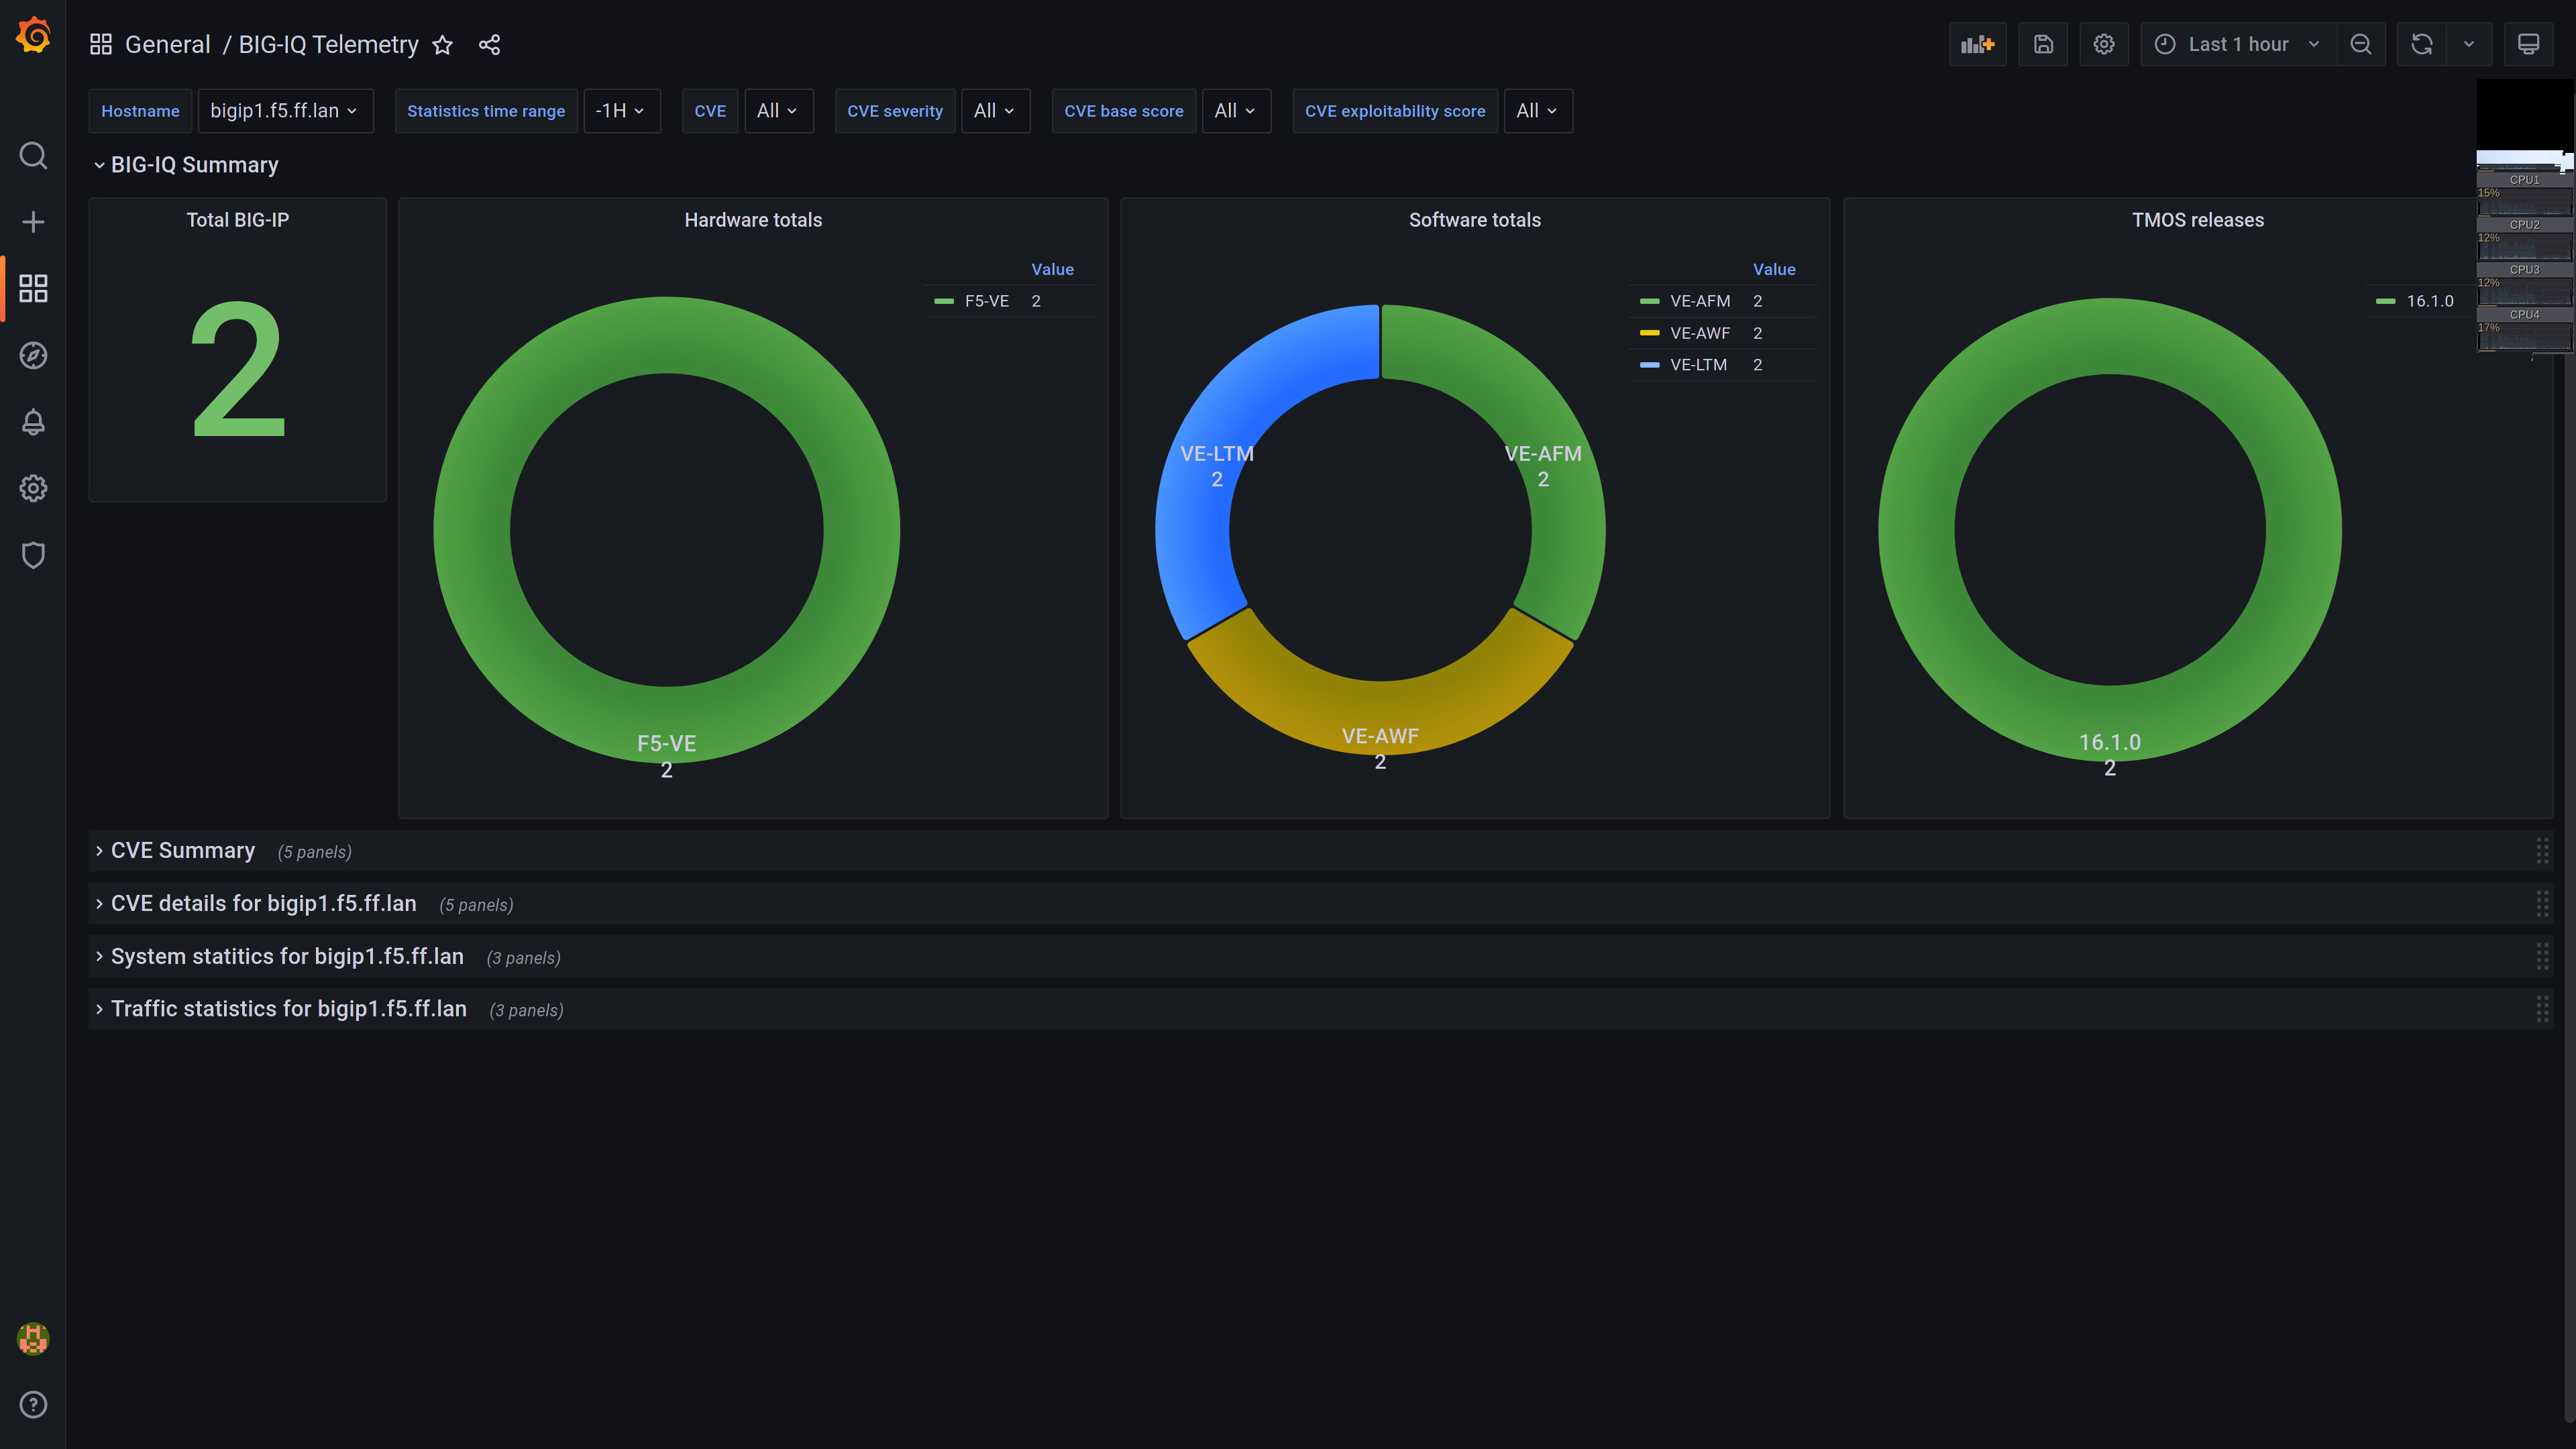 General / BIG-IQ Telemetry
Last 1 hour
Hostname bigip1.f5.ff.lan Statistics time range -1H CVE All CVE severity All CVE base score All CVE exploitability score All
BIG-IQ Summary
Total BIG-IP
2
Hardware totals
Value
F5-VE 2
F5-VE
2
Software totals
Value
VE-AFM 2
VE-AWF 2
VE-LTM 2
VE-LTM
2
VE-AFM
2
VE-AWF
2
TMOS releases
16.1.0
16.1.0
2
CPU1
15%
CPU2
12%
CPU3
12%
CPU4
17%
CVE Summary (5 panels)
CVE details for bigip1.f5.ff.lan (5 panels)
System statitics for bigip1.f5.ff.lan (3 panels)
Traffic statistics for bigip1.f5.ff.lan (3 panels)